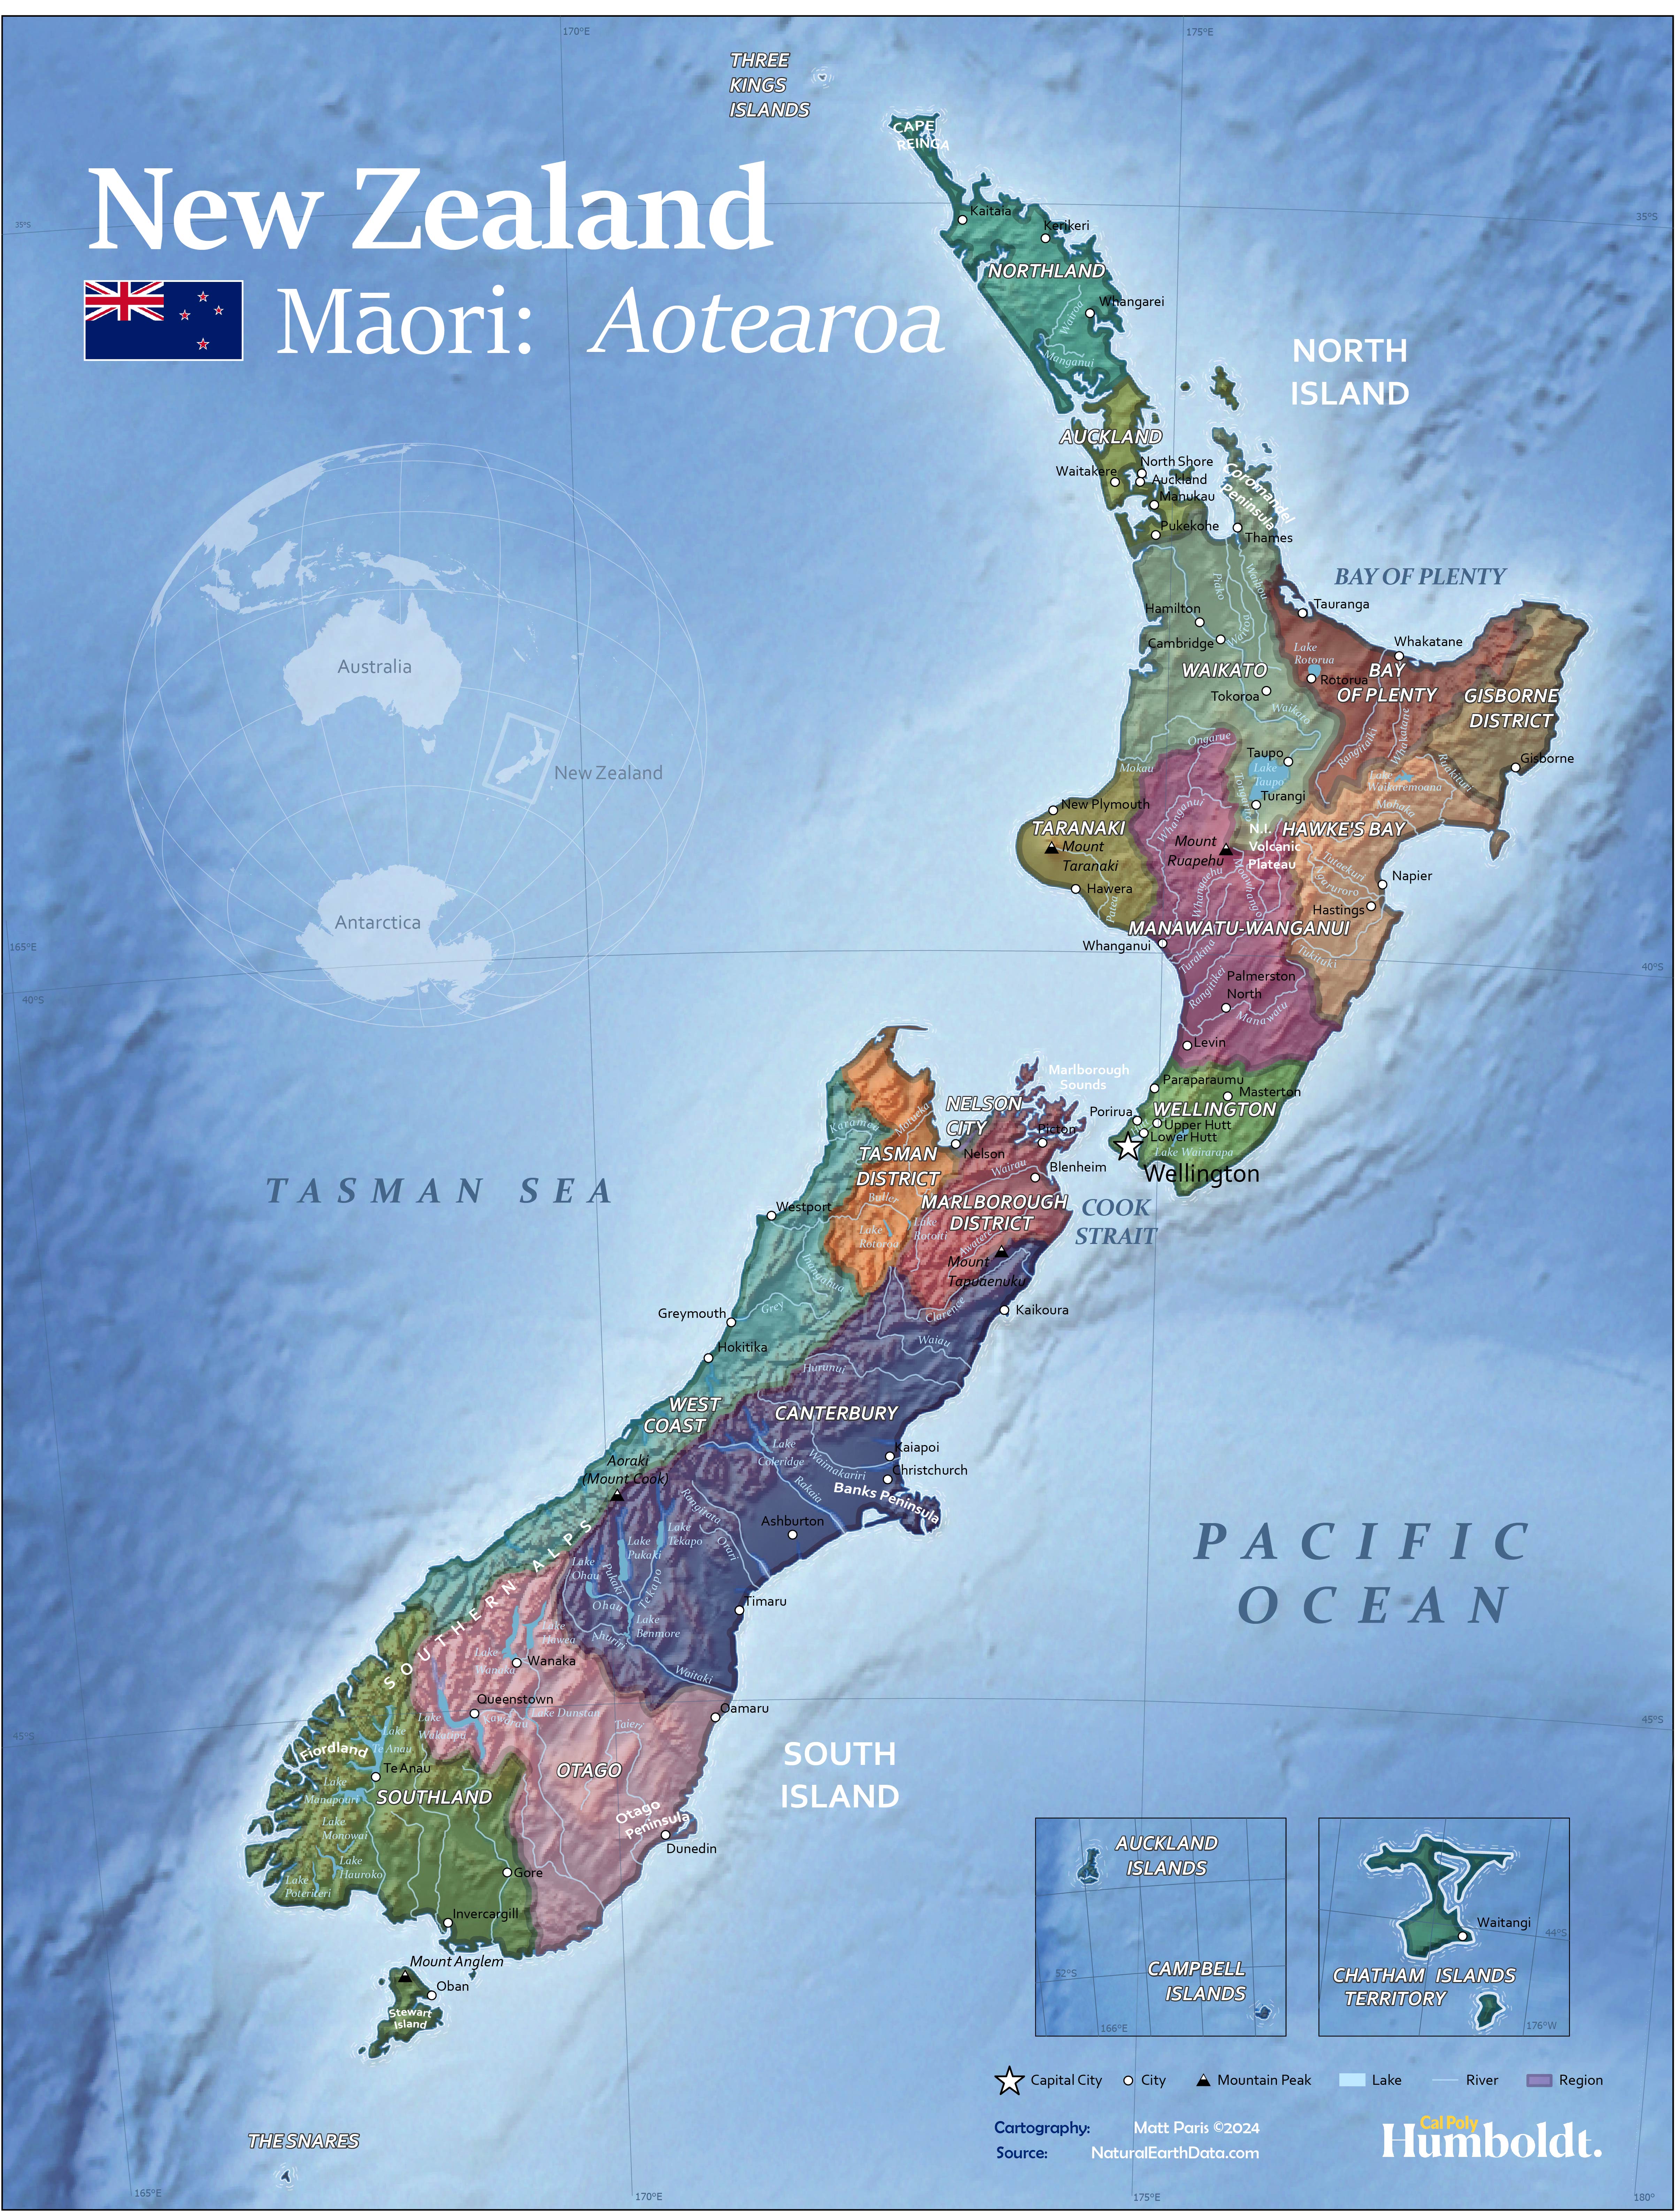 170°E
175°E
THREE
KINGS
ISLANDS
CAPE
REINGA
New Zealand
Māori: Aotearoa
35°S
35°S
Kaitaia
Kerikeri
NORTHLAND
Whangarei
Wairoa
Manganui
NORTH
ISLAND
AUCKLAND
North Shore
Waitakere
Auckland
Manukau
Pukekohe
Coromandel
Peninsula
Thames
BAY OF PLENTY
Piako
Waihou
Hamilton
Tauranga
Cambridge
Waikato
Whakatane
Lake
Rotorua
WAIKATO
Rotorua
BAY
OF PLENTY
Tokoroa
GISBORNE
DISTRICT
Ongarue
Rangitaiki
Whakatane
Mokau
Taupo
Lake
Taupo
Gisborne
Lake
Waikaremoana
Ruakituri
Turangi
Mohaka
New Plymouth
Whanganui
TARANAKI
N.I.
Volcanic
Plateau
HAWKE'S BAY
Mount
Taranaki
Mount
Ruapehu
Tutaekuri
Ngaruroro
Napier
Hawera
Whangaehu
Moawhango
Patea
Hastings
MANAWATU-WANGANUI
Whanganui
Turakina
Tukituki
Rangitikei
Palmerston
North
Manawatu
Levin
165°E
40°S
40°S
Australia
New Zealand
Antarctica
Marlborough
Sounds
Paraparaumu
Masterton
Porirua
WELLINGTON
Upper Hutt
Lower Hutt
Lake Wairarapa
Wellington
NELSON
CITY
Motueka
Karamea
Picton
Nelson
TASMAN
DISTRICT
Wairau
Blenheim
TASMAN SEA
Buller
MARLBOROUGH
DISTRICT
COOK
STRAIT
Westport
Lake
Rotoroa
Lake
Rotoiti
Awatere
Mount
Tapuaenuku
Inangahua
Clarence
Kaikoura
Greymouth
Grey
Waiau
Hokitika
Hurunui
WEST
COAST
CANTERBURY
Lake
Coleridge
Kaiapoi
Waimakariri
Christchurch
Aoraki
(Mount Cook)
Rakaia
Banks Peninsula
Rangitata
Ashburton
Lake
Tekapo
Orari
Lake
Pukaki
Lake
Ohau
Pukaki
Tekapo
SOUTHERN ALPS
Ohau
Timaru
Lake
Benmore
Ahuriri
Lake
Hawea
Lake
Wanaka
Wanaka
Waitaki
PACIFIC
OCEAN
Queenstown
Oamaru
Kawarau
Lake Dunstan
Lake
Wakatipu
Taieri
45°S
45°S
Lake
Te Anau
Fiordland
Te Anau
OTAGO
SOUTH
ISLAND
Lake
Manapouri
SOUTHLAND
Lake
Monowai
Otago
Peninsula
Dunedin
Lake
Hauroko
Gore
Lake
Poteriteri
Invercargill
Mount Anglem
Oban
Stewart
Island
AUCKLAND
ISLANDS
52°S
CAMPBELL
ISLANDS
166°E
Waitangi
44°S
CHATHAM ISLANDS
TERRITORY
176°W
Capital City
City
Mountain Peak
Lake
River
Region
Cartography: Matt Paris ©2024
Source: NaturalEarthData.com
Cal Poly
Humboldt.
THE SNARES
165°E
170°E
175°E
180°